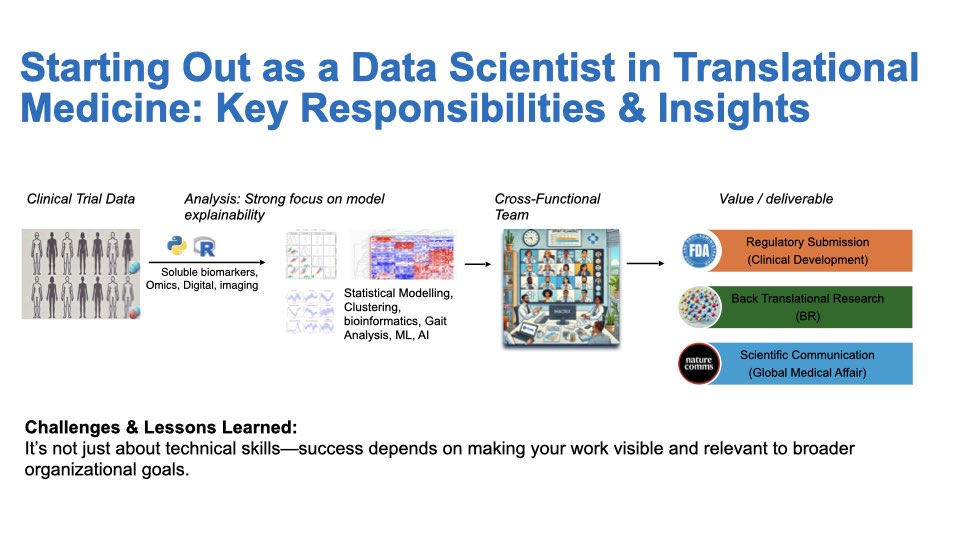 Starting Out as a Data Scientist in Translational
Medicine: Key Responsibilities & Insights
Clinical Trial Data
Analysis: Strong focus on model
explainability
Cross-Functional
Team
Value / deliverable
R
Soluble biomarkers,
Omics, Digital, imaging
Statistical Modelling,
Clustering,
bioinformatics, Gait
Analysis, ML, AI
FDA
Regulatory Submission
(Clinical Development)
Back Translational Research
(BR)
nature
comms
Scientific Communication
(Global Medical Affair)
Challenges & Lessons Learned:
It’s not just about technical skills—success depends on making your work visible and relevant to broader
organizational goals.